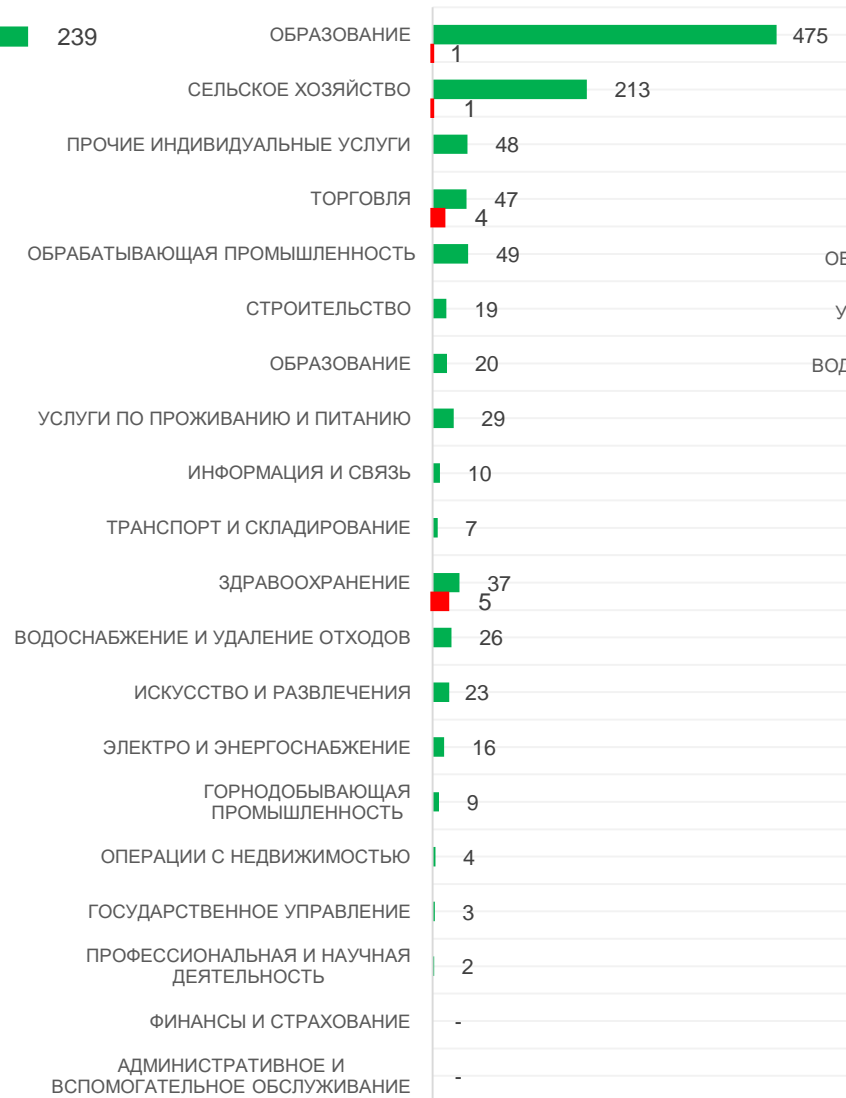 239
ОБРАЗОВАНИЕ 475
1
СЕЛЬСКОЕ ХОЗЯЙСТВО 213
1
ПРОЧИЕ ИНДИВИДУАЛЬНЫЕ УСЛУГИ 48
ТОРГОВЛЯ 47
4
ОБРАБАТЫВАЮЩАЯ ПРОМЫШЛЕННОСТЬ 49
ОБ
СТРОИТЕЛЬСТВО 19
У
ОБРАЗОВАНИЕ 20
ВОД
УСЛУГИ ПО ПРОЖИВАНИЮ И ПИТАНИЮ 29
ИНФОРМАЦИЯ И СВЯЗЬ 10
ТРАНСПОРТ И СКЛАДИРОВАНИЕ 7
ЗДРАВООХРАНЕНИЕ 37
5
ВОДОСНАБЖЕНИЕ И УДАЛЕНИЕ ОТХОДОВ 26
ИСКУССТВО И РАЗВЛЕЧЕНИЯ 23
ЭЛЕКТРО И ЭНЕРГОСНАБЖЕНИЕ 16
ГОРНОДОБЫВАЮЩАЯ
ПРОМЫШЛЕННОСТЬ 9
ОПЕРАЦИИ С НЕДВИЖИМОСТЬЮ 4
ГОСУДАРСТВЕННОЕ УПРАВЛЕНИЕ 3
ПРОФЕССИОНАЛЬНАЯ И НАУЧНАЯ
ДЕЯТЕЛЬНОСТЬ 2
ФИНАНСЫ И СТРАХОВАНИЕ -
АДМИНИСТРАТИВНОЕ И
ВСПОМОГАТЕЛЬНОЕ ОБСЛУЖИВАНИЕ -